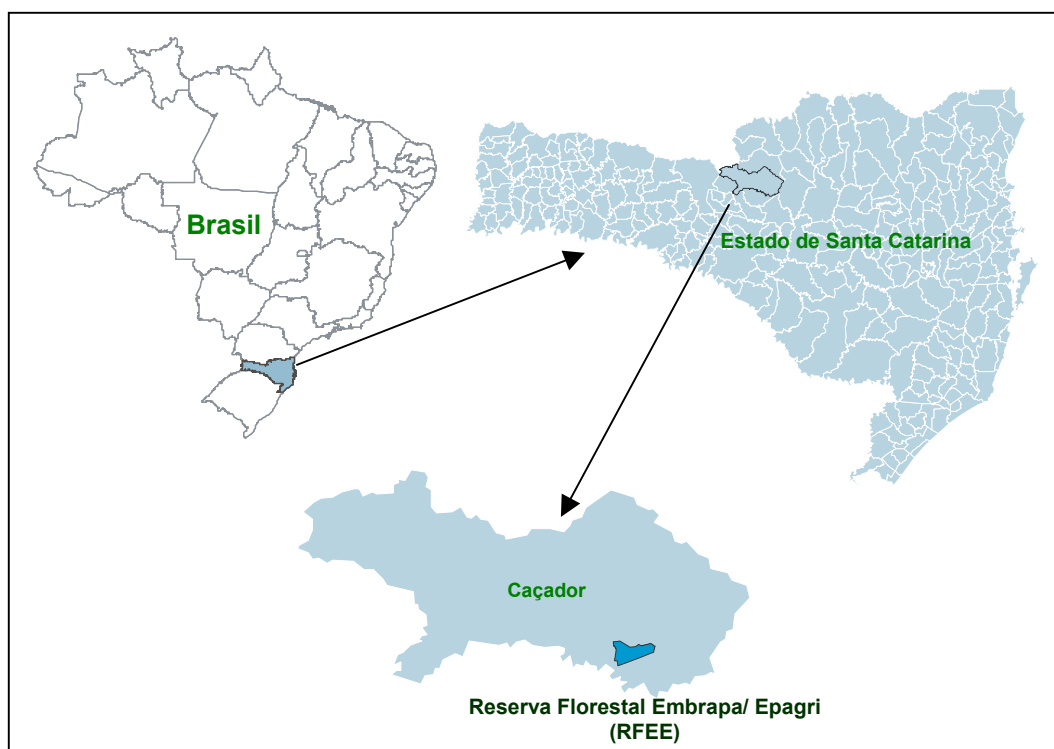 Brasil
Estado de Santa Catarina
Caçador
Reserva Florestal Embrapa/ Epagri
(RFEE)